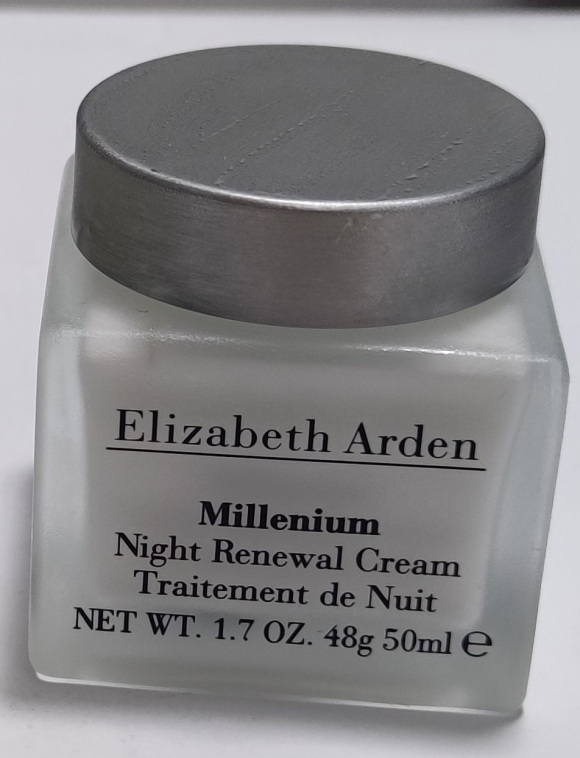 Elizabeth Arden
Millenium
Night Renewal Cream
Traitement de Nuit
NET WT. 1.7 OZ. 48g 50ml ℮